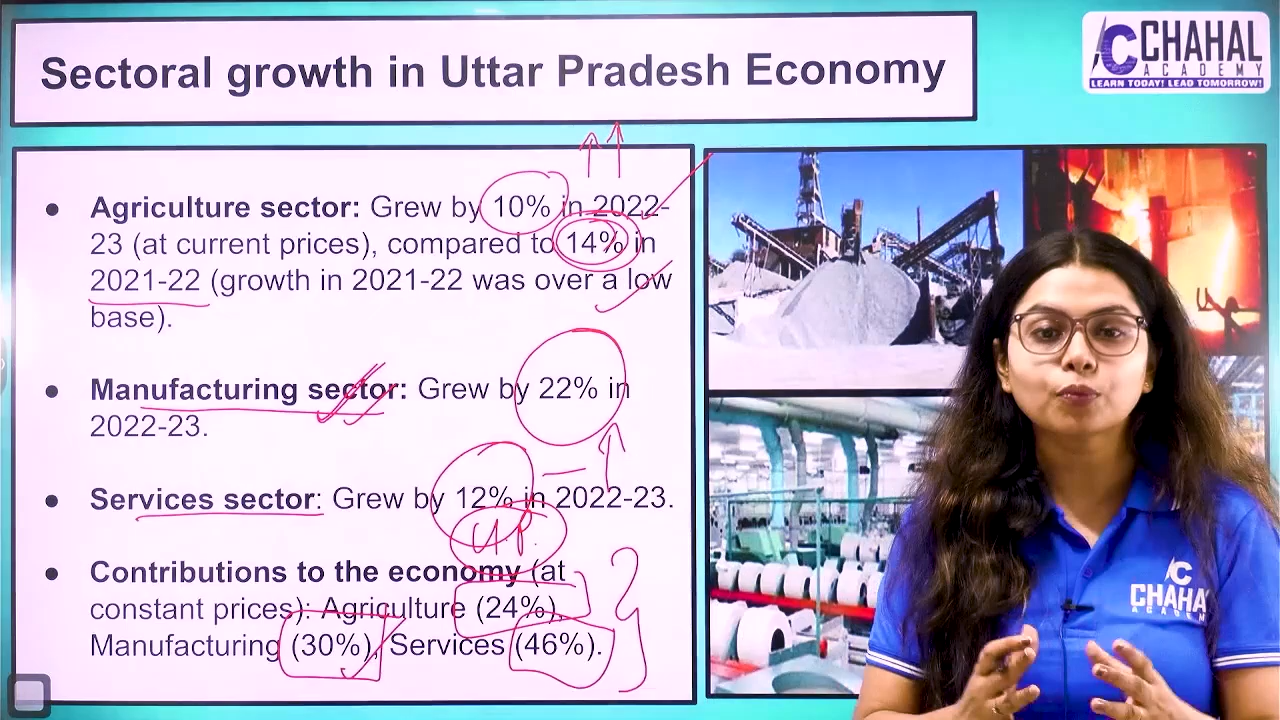 Sectoral growth in Uttar Pradesh Economy
CHAHAL
ACADEMY
LEARN TODAY! LEAD TOMORROW!
● Agriculture sector: Grew by 10% in 2022-
23 (at current prices), compared to 14% in
2021-22 (growth in 2021-22 was over a low
base).
● Manufacturing sector: Grew by 22% in
2022-23.
● Services sector: Grew by 12% in 2022-23.
U.P.
● Contributions to the economy (at
constant prices): Agriculture (24%),
Manufacturing (30%), Services (46%).
CHAHA
ACADEM